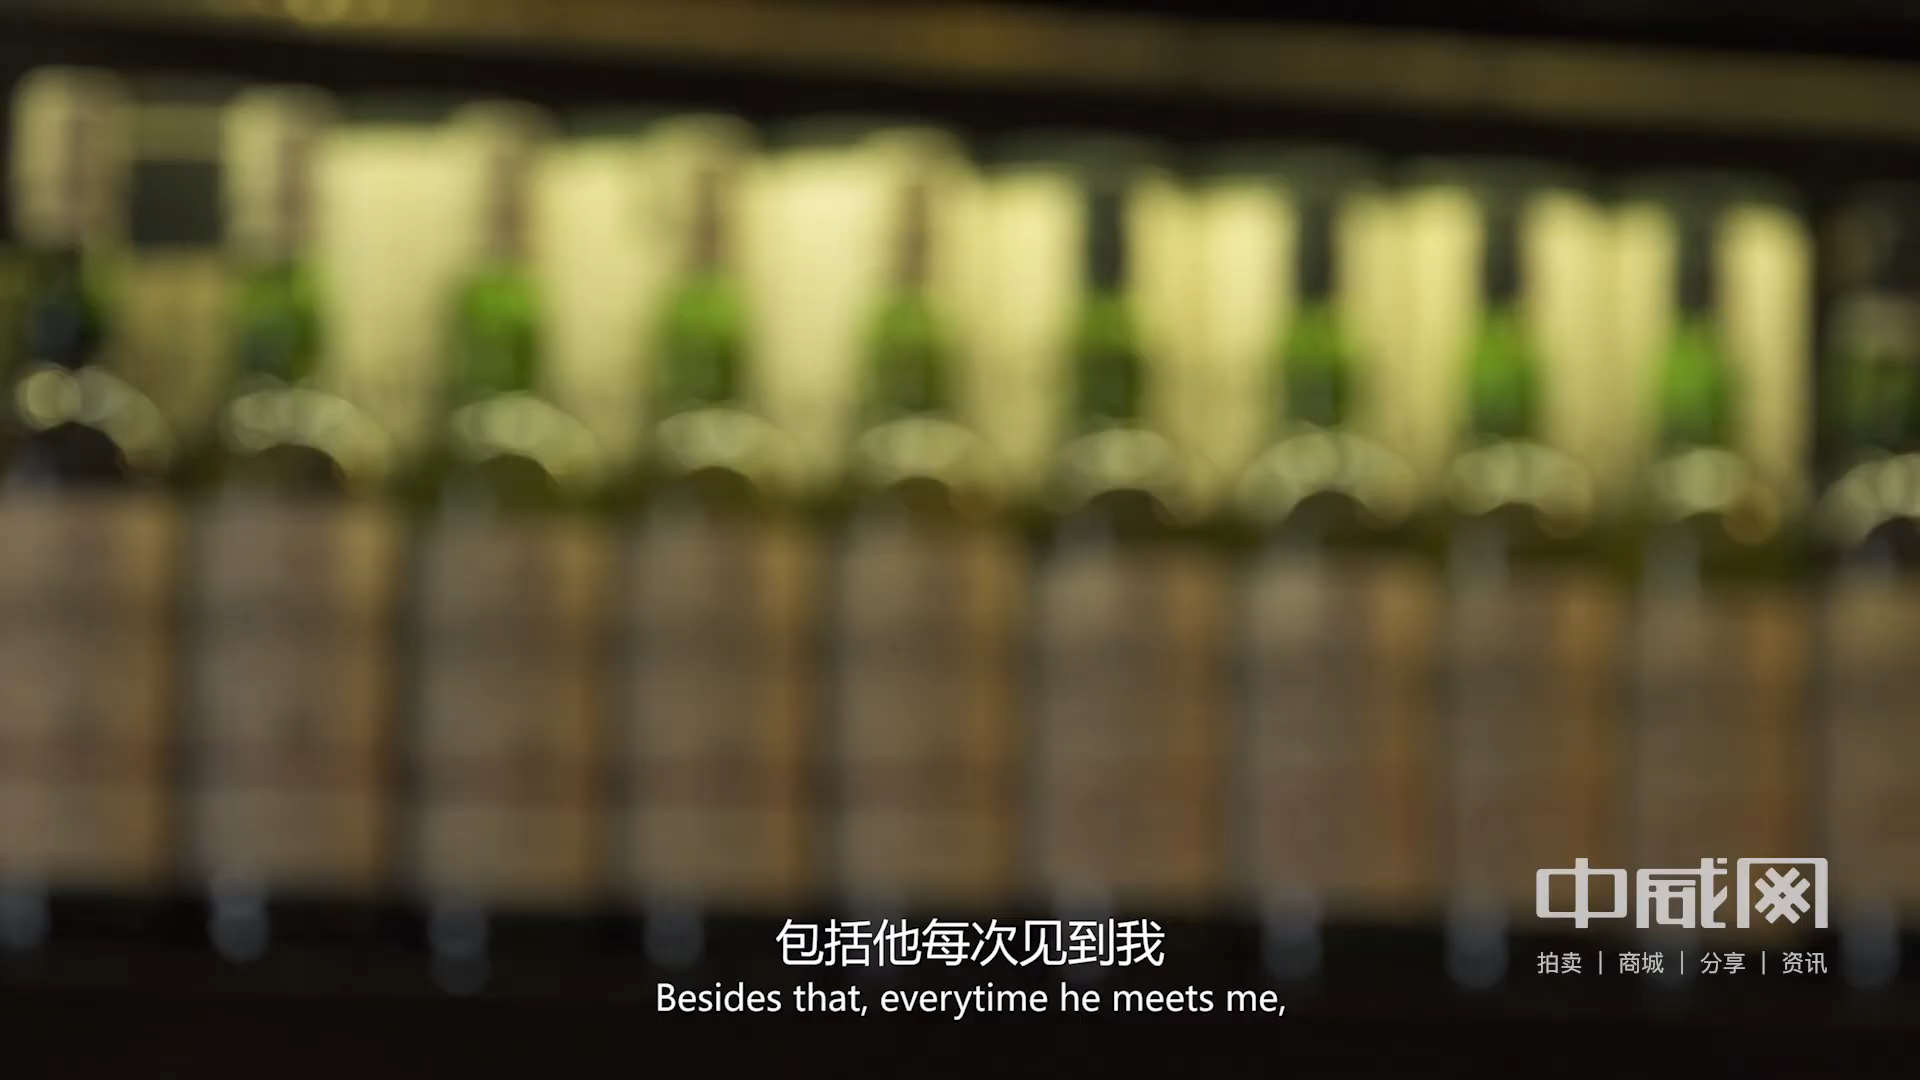 中威网
拍卖 | 商城 | 分享 | 资讯
包括他每次见到我
Besides that, everytime he meets me,